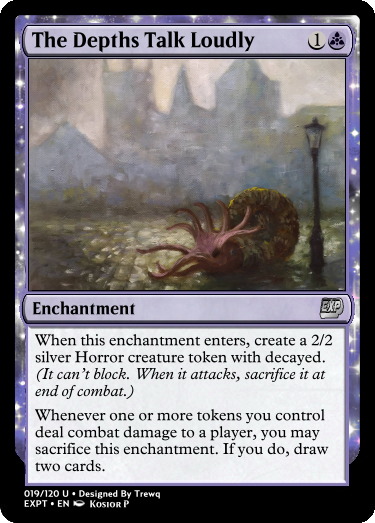 The Depths Talk Loudly 1
Enchantment EXP
When this enchantment enters, create a 2/2
silver Horror creature token with decayed.
(It can't block. When it attacks, sacrifice it at
end of combat.)
Whenever one or more tokens you control
deal combat damage to a player, you may
sacrifice this enchantment. If you do, draw
two cards.
019/120 U • Designed By Trewq
EXPT • EN Kosior P